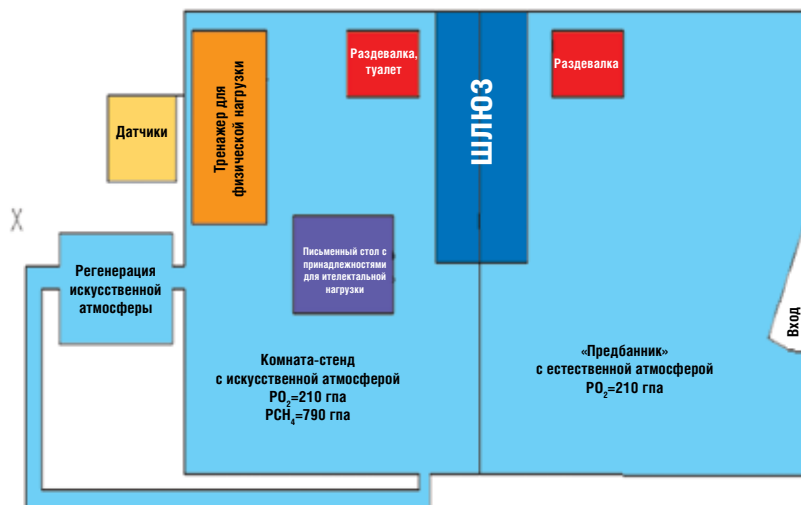 Датчики
Тренажер для
физической нагрузки
Раздевалка,
туалет
ШЛЮЗ
Раздевалка
Письменный стол с
принадлежностями
для ителектальной
нагрузки
Регенерация
искусственной
атмосферы
Комната-стенд
с искусственной атмосферой
PO₂=210 гпа
PCH₄=790 гпа
«Предбанник»
с естественной атмосферой
PO₂=210 гпа
Вход